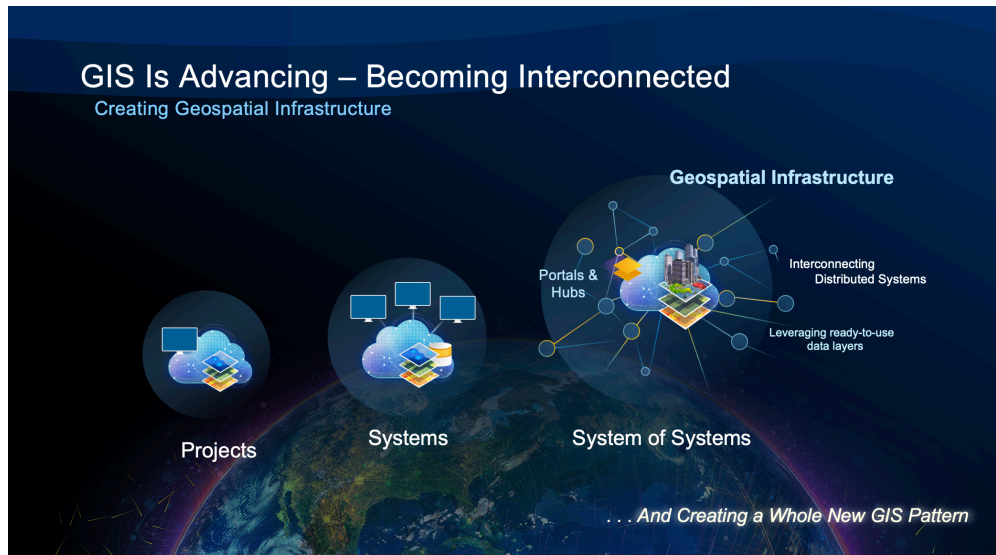 GIS Is Advancing – Becoming Interconnected
Creating Geospatial Infrastructure
Geospatial Infrastructure
Portals &
Hubs
Interconnecting
Distributed Systems
Leveraging ready-to-use
data layers
Projects
Systems
System of Systems
. . . And Creating a Whole New GIS Pattern